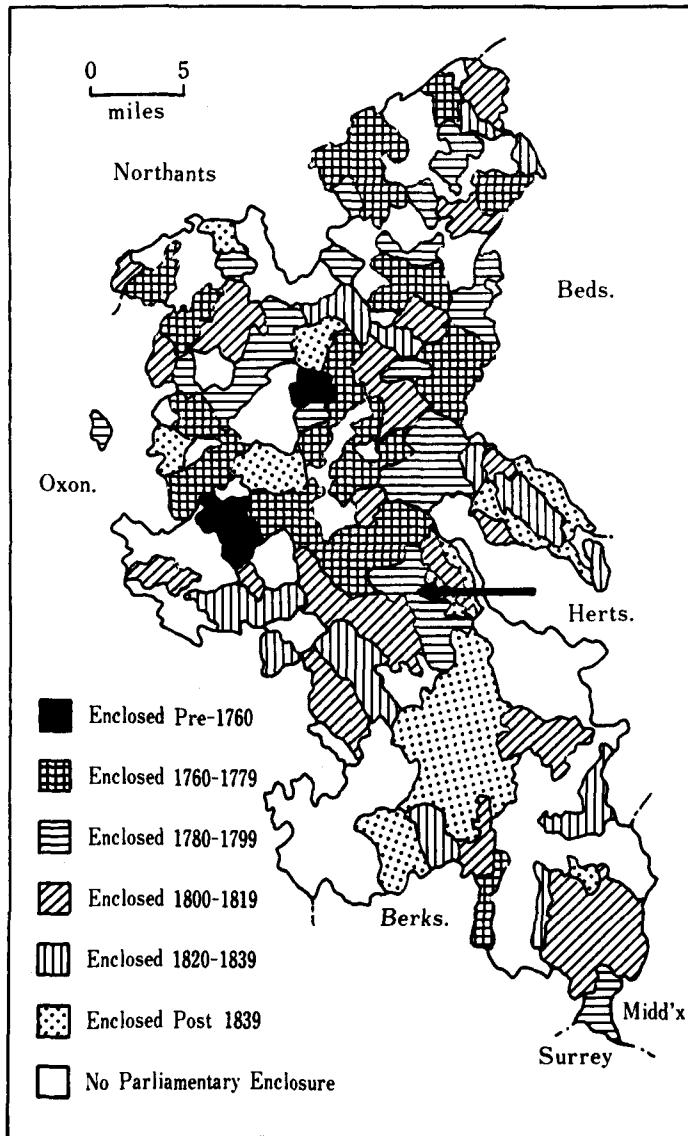 0 5
miles
Northants
Beds.
Oxon.
Herts.
Enclosed Pre-1760
Enclosed 1760-1779
Enclosed 1780-1799
Enclosed 1800-1819
Enclosed 1820-1839
Enclosed Post 1839
No Parliamentary Enclosure
Berks.
Midd'x
Surrey